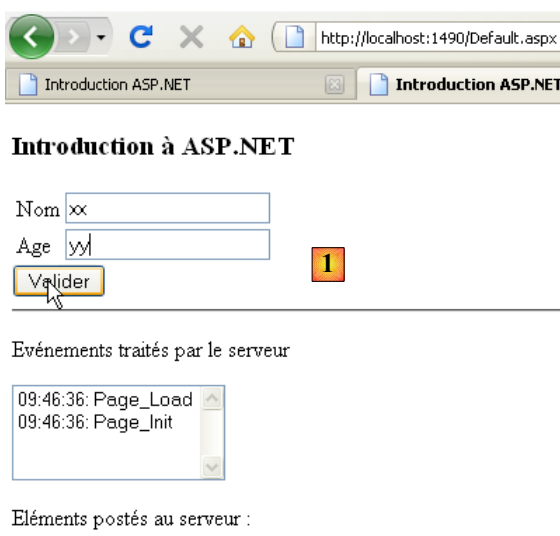 http://localhost:1490/Default.aspx
Introduction ASP.NET
Introduction ASP.NET
Introduction à ASP.NET
Nom xx
Age yy
1
Valider
Evénements traités par le serveur
09:46:36: Page_Load
09:46:36: Page_Init
Eléments postés au serveur :